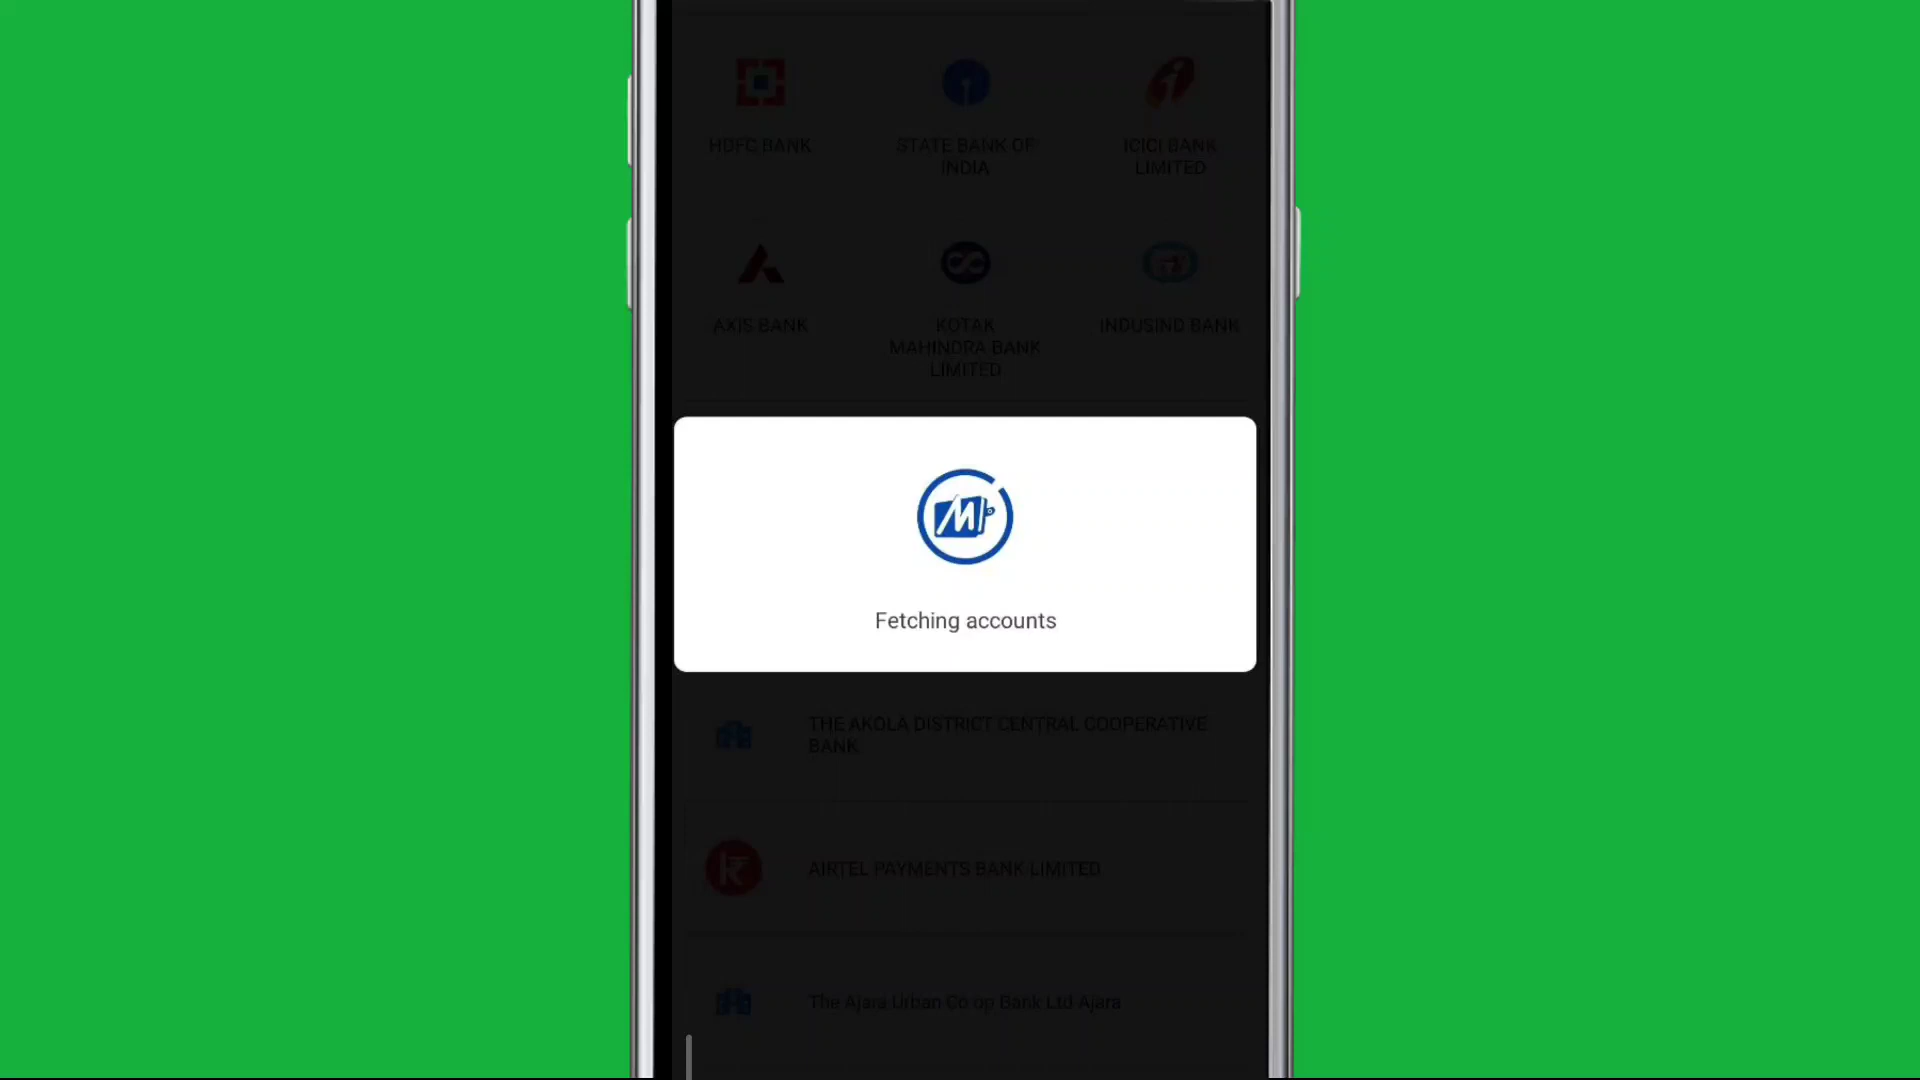 HDFC BANK
STATE BANK OF
INDIA
ICICI BANK
LIMITED
AXIS BANK
KOTAK
MAHINDRA BANK
LIMITED
INDUSIND BANK
Fetching accounts
THE AKOLA DISTRICT CENTRAL COOPERATIVE
BANK
AIRTEL PAYMENTS BANK LIMITED
The Ajara Urban Co op Bank Ltd Ajara